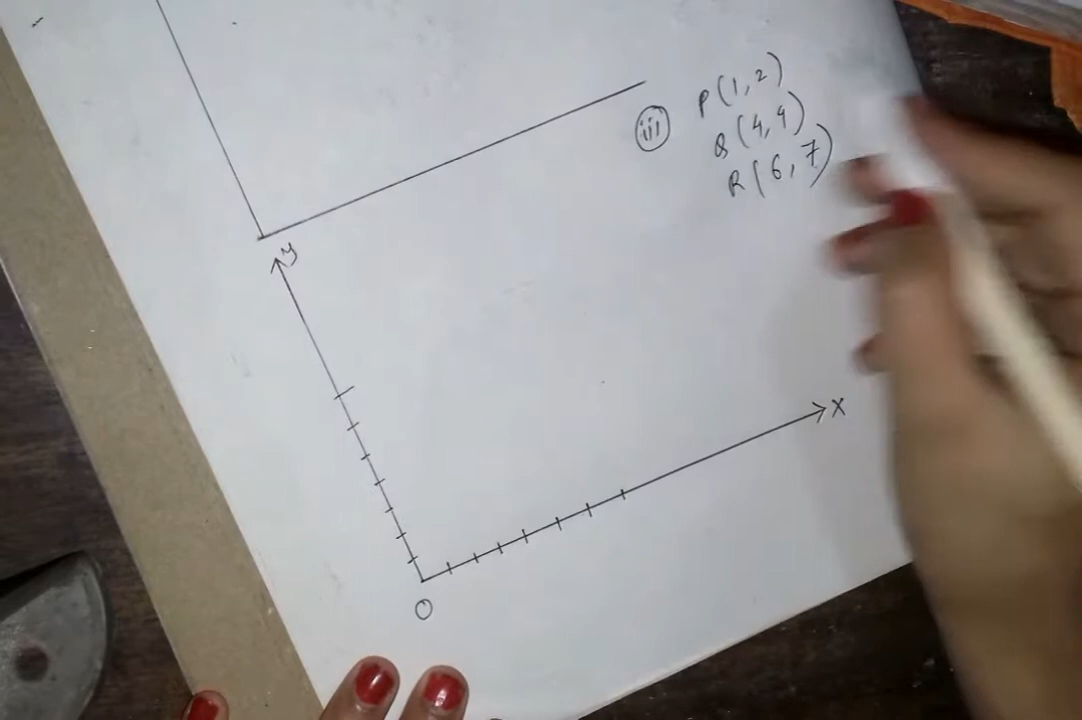 (iii) P(1, 2)
Q(4, 4)
R(6, 7)
y
X
O